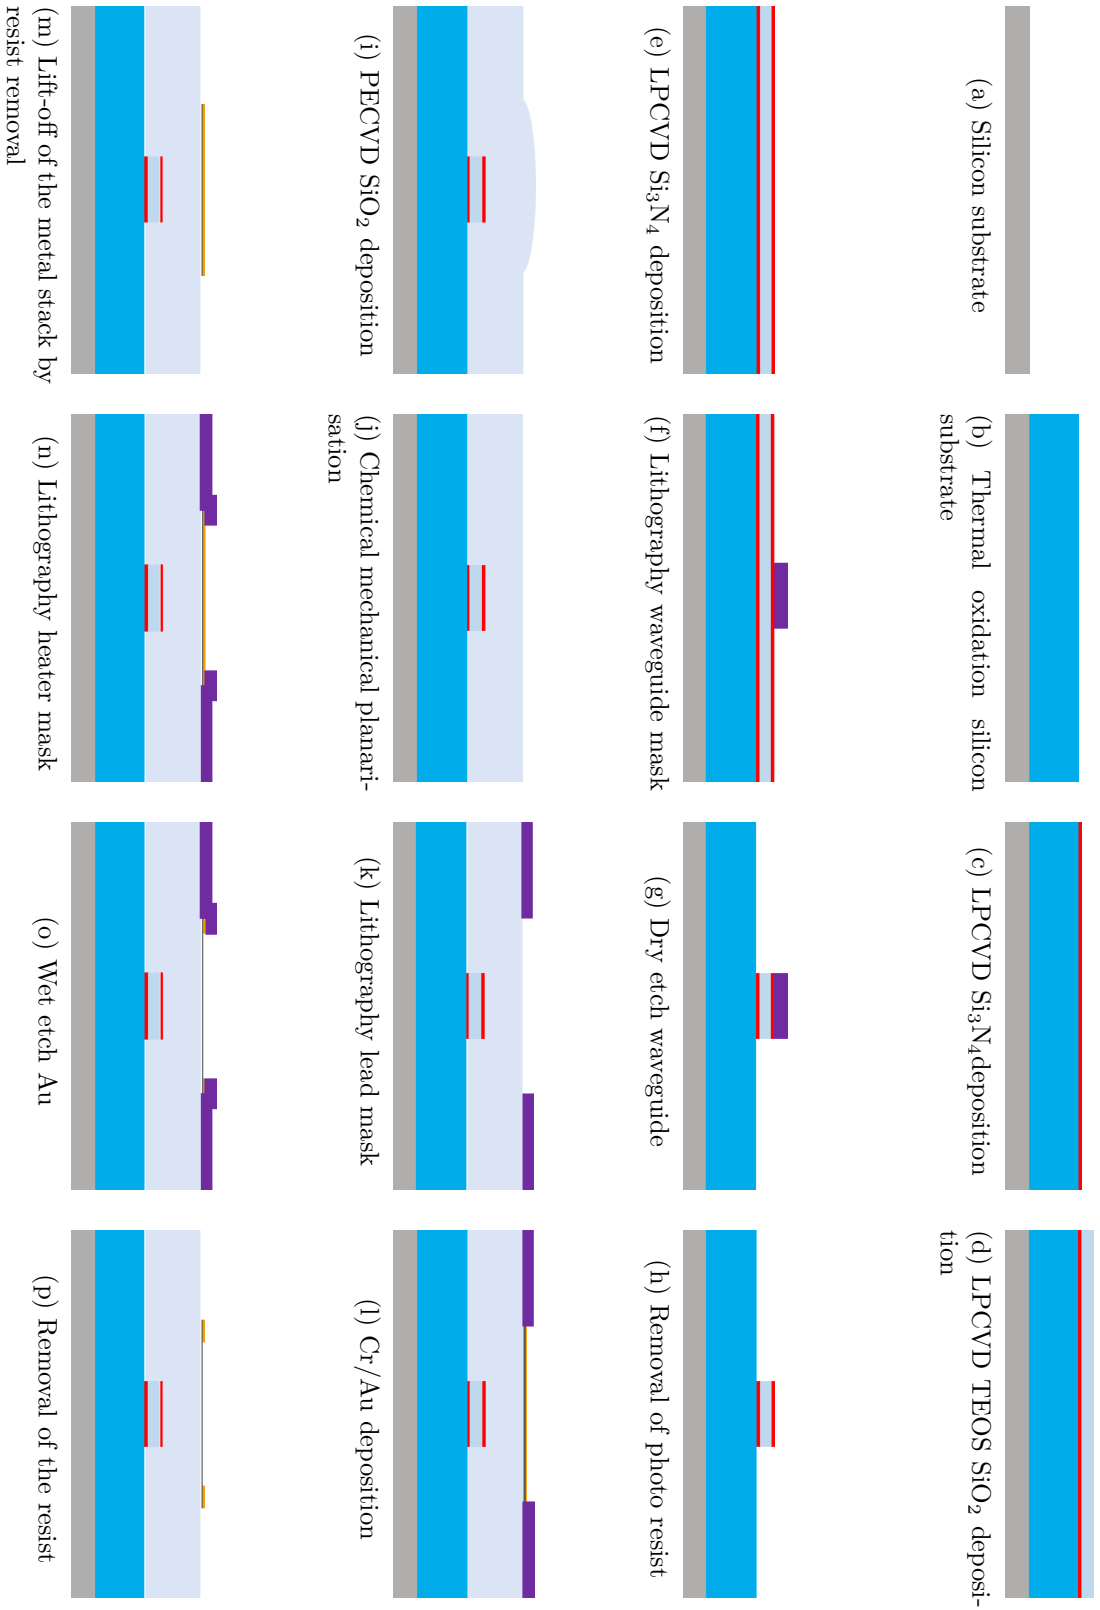 (a) Silicon substrate
(b) Thermal oxidation silicon
substrate
(c) LPCVD Si₃N₄deposition
(d) LPCVD TEOS SiO₂ deposi-
tion
(e) LPCVD Si₃N₄ deposition
(f) Lithography waveguide mask
(g) Dry etch waveguide
(h) Removal of photo resist
(i) PECVD SiO₂ deposition
(j) Chemical mechanical planari-
sation
(k) Lithography lead mask
(l) Cr/Au deposition
(m) Lift-off of the metal stack by
resist removal
(n) Lithography heater mask
(o) Wet etch Au
(p) Removal of the resist